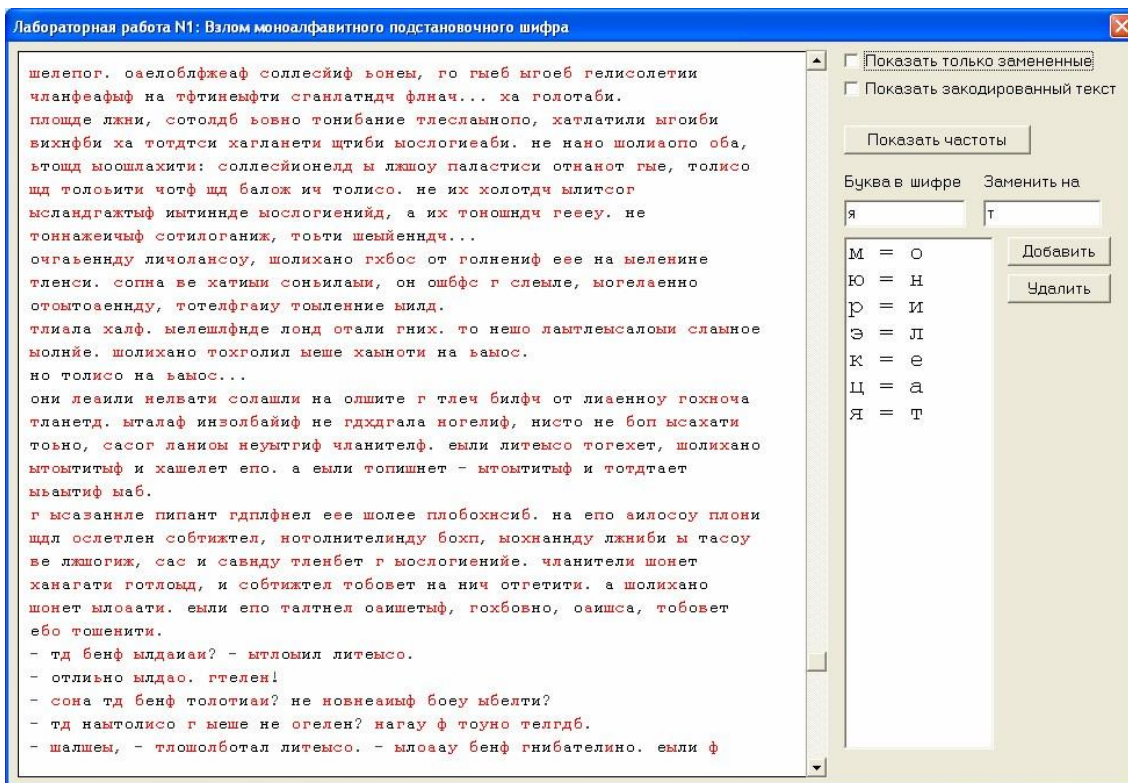 Лабораторная работа N1: Взлом моноалфавитного подстановочного шифра
шелепог. оаелоблфжеаф соллесйиф ьонеы, го гыеб ыгоеб гелисолетии
чланфеафыф на тфтинеыфти сганлатндч флнач... ха голотаби.
площде лжни, сотолдб ьовно тонибание тлеслаынопо, хатлатили ыгоиби
вихнфби ха тотдтси хагланети щтиби мослогиеаби. не нано шолиаопо оба,
ьтощд ыоошлахити: соллесйионелд ы лжшоу паластиси отнанот гые, толисо
щд толоьити чотф щд балож ич толисо. не их холотдч ылитсог
ысландгажтыф иытиннде мослогиенийд, а их тоношндч гееeу. не
тоннажеичыф сотилоганиж, тоьти шеыйенндч...
очгаьеннду личолансоу, шолихано гхбос от голнениф еее на меленине
тленси. сопна ве хатиыи соньилаыи, он ошбфс г слеыле, ыогелаенно
отоытоаеннду, тотелфгаиу тоыленние ыилд.
тлиала халф. ыелешлфнде лонд отали гних. то нешо лаытлеысалоыи слаыное
ыолнйе. шолихано тохголил ыеше хаыноти на ьаыос.
но толисо на ьаыос...
они леаили нелвати солашли на олшите г тлеч билфч от лиаенноу гохноча
тланетд. ыталаф инзолбайиф не гдхдгала ногелиф, нисто не боп ысахати
тоьно, сасог ланиоы неуытгиф чланителф. еыли литеысо тогехет, шолихано
ытоытитыф и хашелет епо. а еыли топишнет - ытоытитыф и тотдтает
ыьаытиф ыаб.
г ысазаннле пипант гдплфнел еее шолее плобохнсиб. на епо аилосоу плони
щдл ослетлен собтижтел, нотолнителинду бохп, ыохнаннду лжниби ы тасоу
ве лжшогиж, сас и савнду тленбет г ыослогиенийе. чланители шонет
ханагати готлоыд, и собтижтел тобовет на нич отгетити. а шолихано
шонет ылоаати. еыли епо талтнел оаишетыф, гохбовно, оаишса, тобовет
ебо тошенити.
- тд бенф ылдаиаи? - ытлоыил литеысо.
- отлиьно ылдао. гтелен!
- сона тд бенф толотиаи? не новнеаиыф боеу ыбелти?
- тд наытолисо г ыеше не огелен? нагау ф тоуно телгдб.
- шалшеы, - тлошолботал литеысо. - ылоаау бенф гнибателино. еыли ф
Показать только замененные
Показать закодированный текст
Показать частоты
Буква в шифре Заменить на
я т
м = о
ю = н
р = и
э = л
к = е
ц = а
я = т
Добавить
Удалить